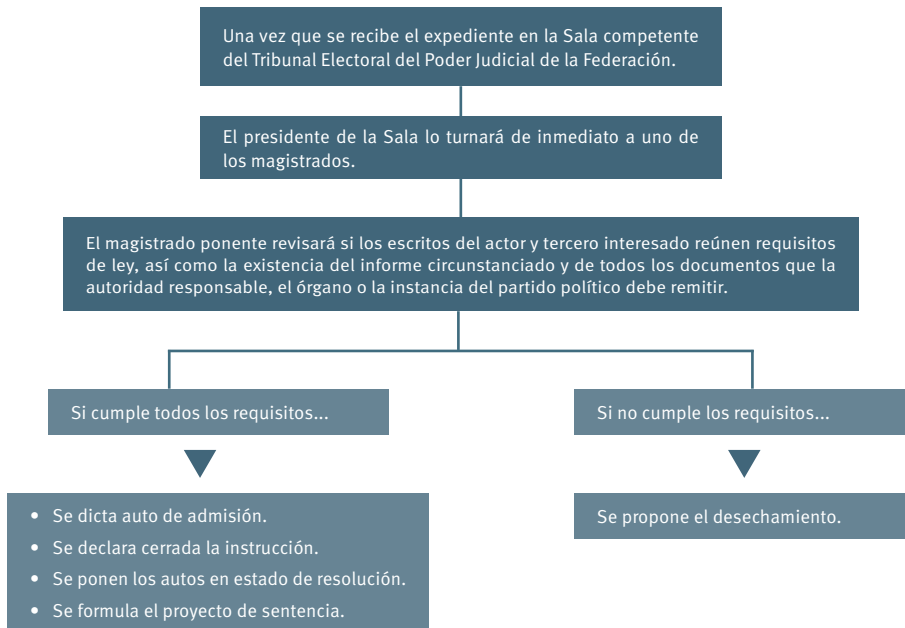 Una vez que se recibe el expediente en la Sala competente
del Tribunal Electoral del Poder Judicial de la Federación.
El presidente de la Sala lo turnará de inmediato a uno de
los magistrados.
El magistrado ponente revisará si los escritos del actor y tercero interesado reúnen requisitos
de ley, así como la existencia del informe circunstanciado y de todos los documentos que la
autoridad responsable, el órgano o la instancia del partido político debe remitir.
Si cumple todos los requisitos...
Si no cumple los requisitos...
• Se dicta auto de admisión.
• Se declara cerrada la instrucción.
• Se ponen los autos en estado de resolución.
• Se formula el proyecto de sentencia.
Se propone el desechamiento.